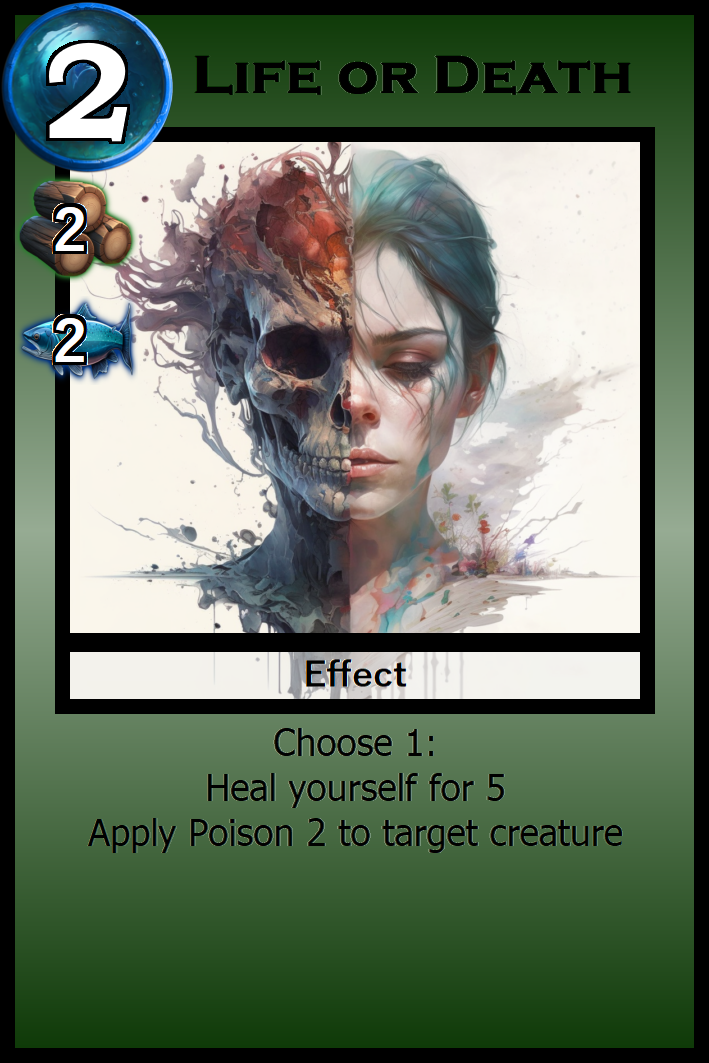 2
Life or Death
2
2
Effect
Choose 1:
Heal yourself for 5
Apply Poison 2 to target creature